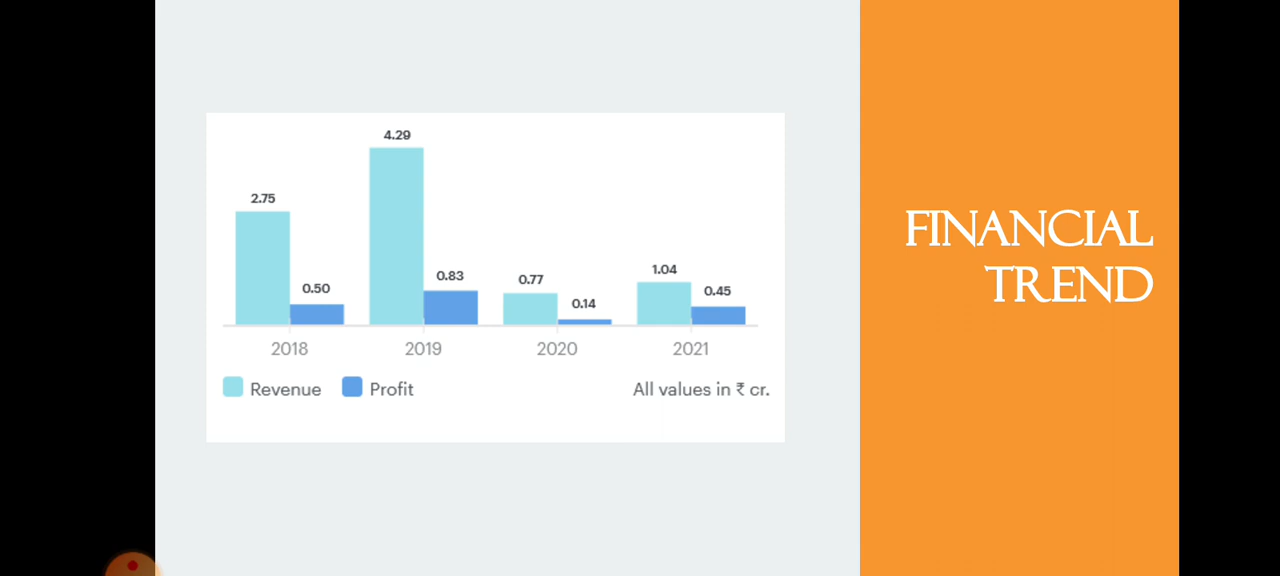 4.29
2.75
0.50
0.83
0.77
0.14
1.04
0.45
2018 2019 2020 2021
Revenue Profit All values in ₹ cr.
FINANCIAL
TREND